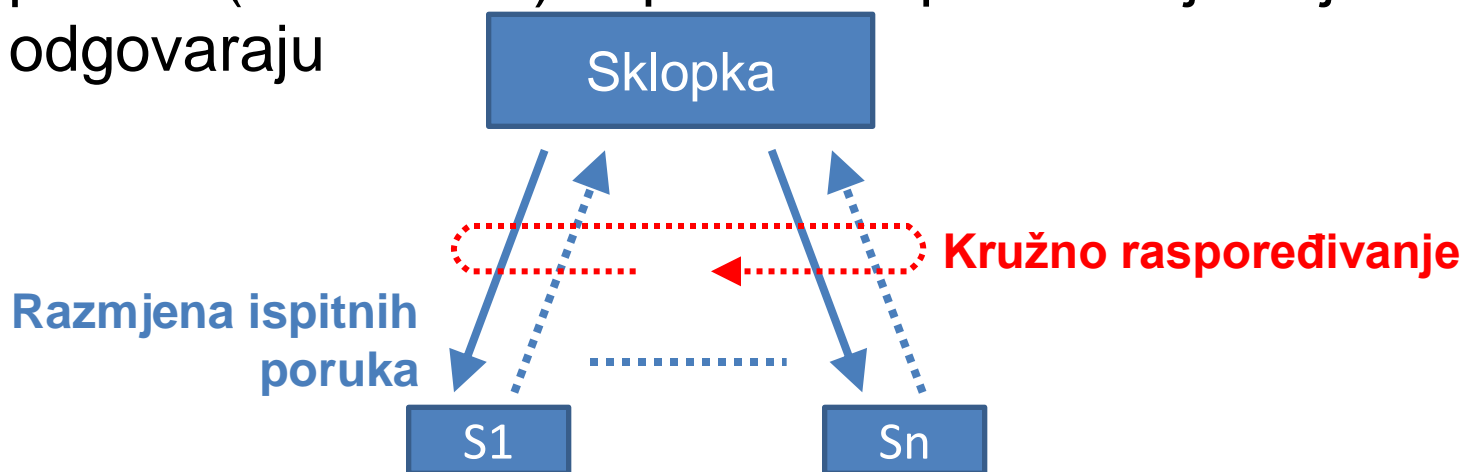 odgovaraju
Sklopka
Kružno raspoređivanje
Razmjena ispitnih
poruka
S1
Sn